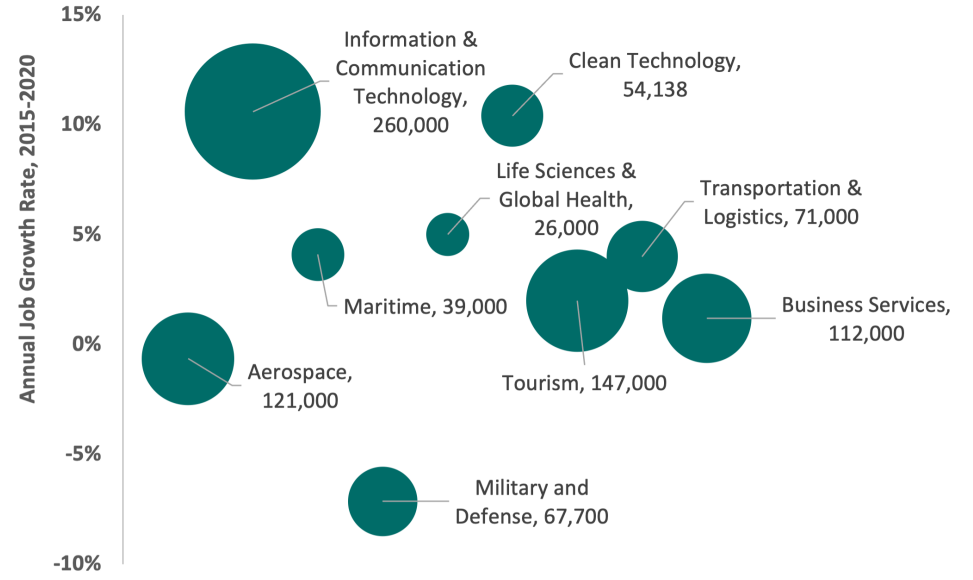 Annual Job Growth Rate, 2015-2020
15%
10%
5%
0%
-5%
-10%
Information &
Communication
Technology,
260,000
Clean Technology,
54,138
Life Sciences &
Global Health,
26,000
Transportation &
Logistics, 71,000
Maritime, 39,000
Business Services,
112,000
Aerospace,
121,000
Tourism, 147,000
Military and
Defense, 67,700